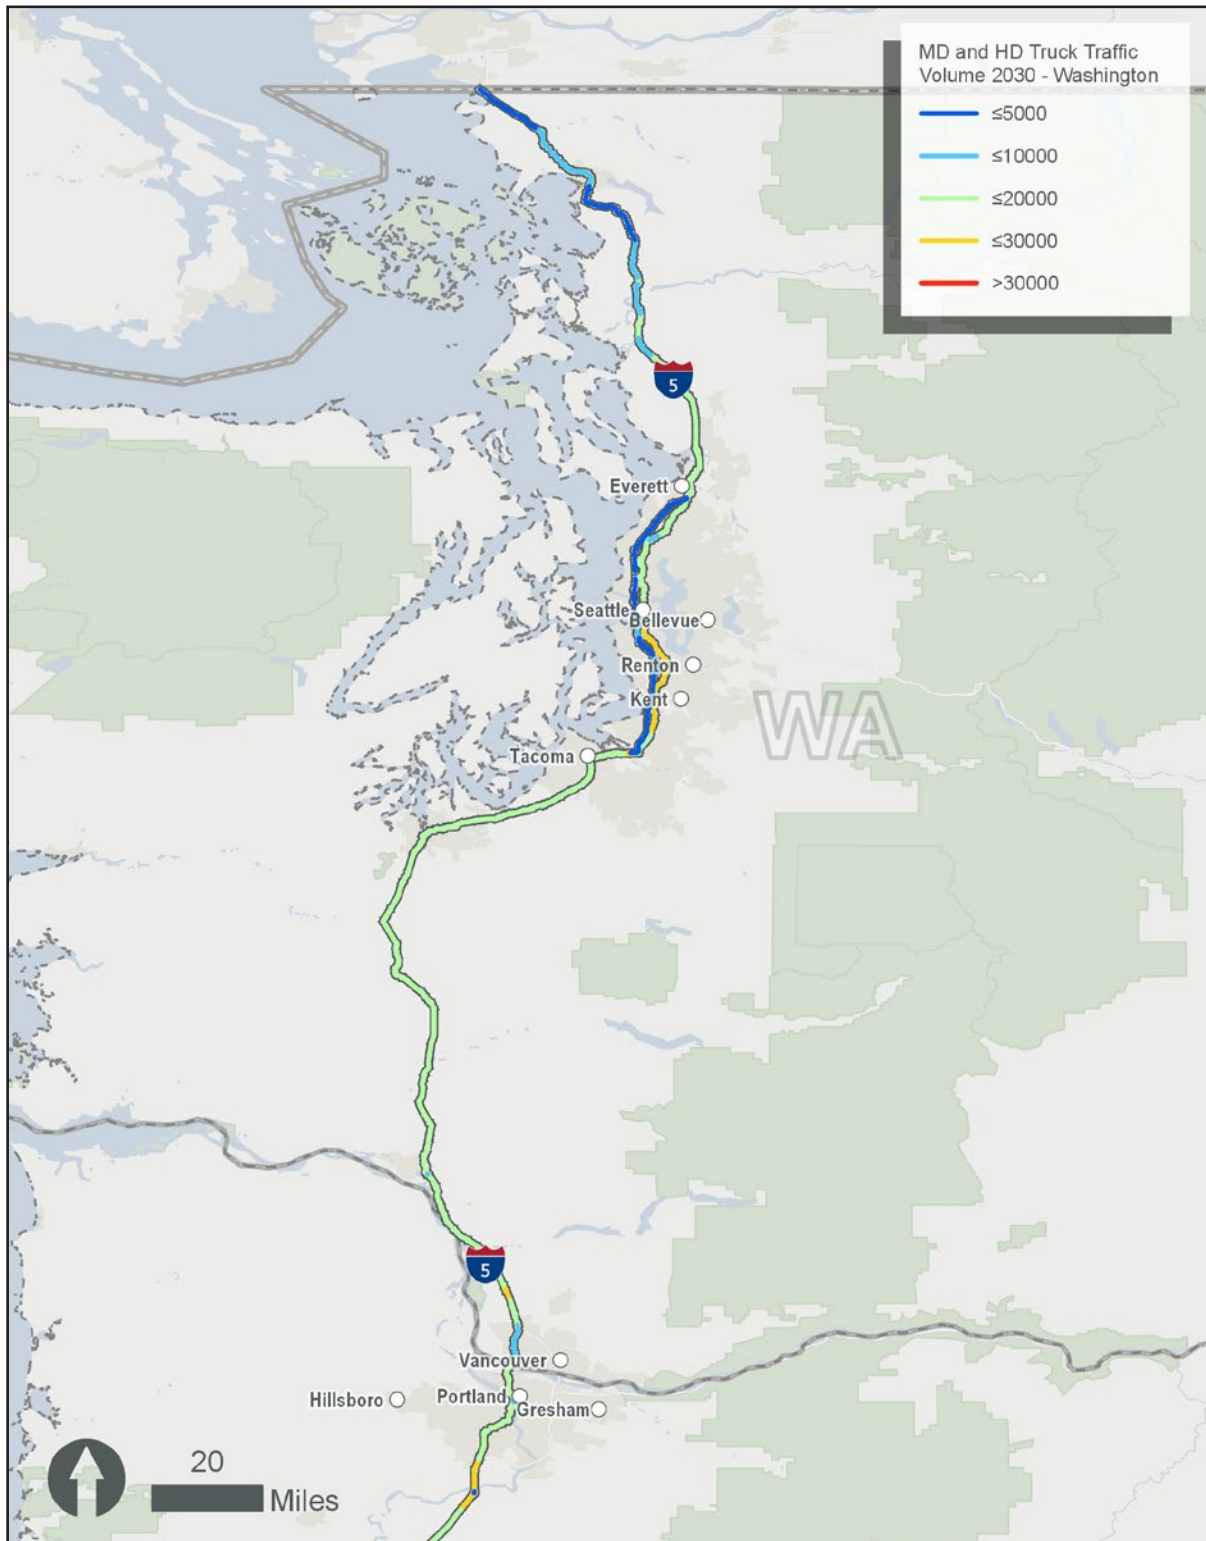 MD and HD Truck Traffic
Volume 2030 - Washington
≤5000
≤10000
≤20000
≤30000
>30000
5
Everett
Seattle
Bellevue
Renton
Kent
WA
Tacoma
5
Vancouver
Hillsboro
Portland
Gresham
20
Miles